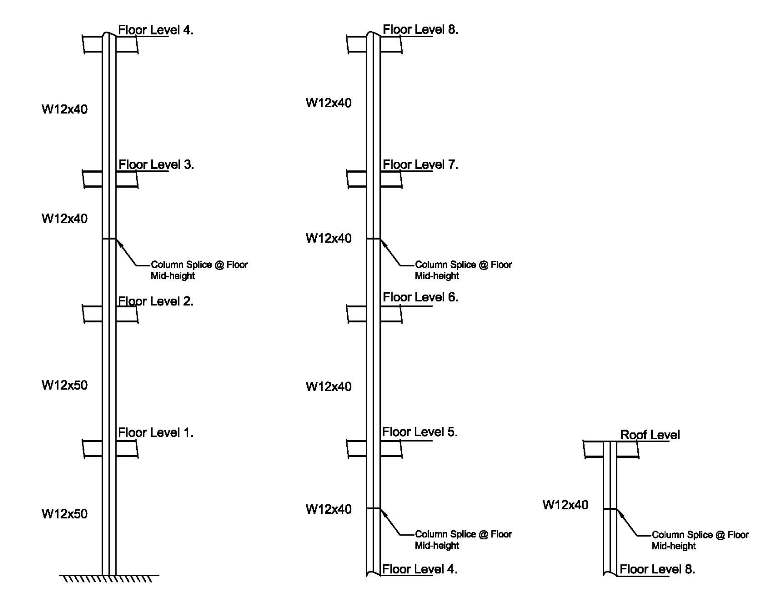 Floor Level 4.
W12x40
Floor Level 3.
W12x40
Column Splice @ Floor
Mid-height
Floor Level 2.
W12x50
Floor Level 1.
W12x50
Floor Level 8.
W12x40
Floor Level 7.
W12x40
Column Splice @ Floor
Mid-height
Floor Level 6.
W12x40
Floor Level 5.
W12x40
Column Splice @ Floor
Mid-height
Floor Level 4.
Roof Level
W12x40
Column Splice @ Floor
Mid-height
Floor Level 8.